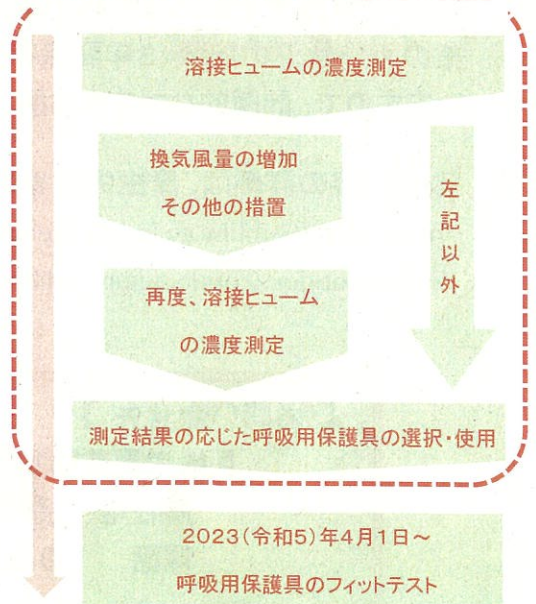 溶接ヒュームの濃度測定
換気風量の増加
その他の措置
左記以外
再度、溶接ヒューム
の濃度測定
測定結果の応じた呼吸用保護具の選択・使用
2023(令和5)年4月1日～
呼吸用保護具のフィットテスト